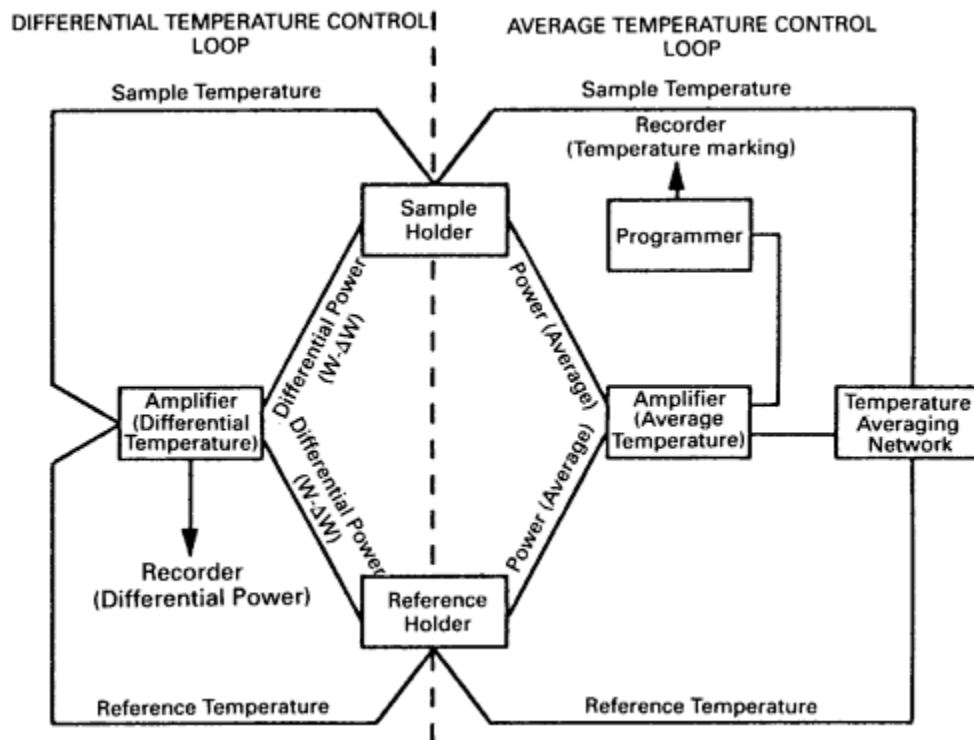 DIFFERENTIAL TEMPERATURE CONTROL
LOOP
AVERAGE TEMPERATURE CONTROL
LOOP
Sample Temperature
Sample Temperature
Recorder
(Temperature marking)
Sample
Holder
Programmer
Differential Power
(W-ΔW)
Power (Average)
Amplifier
(Differential
Temperature)
Amplifier
(Average
Temperature)
Temperature
Averaging
Network
Differential Power
(W-ΔW)
Power (Average)
Recorder
(Differential Power)
Reference
Holder
Reference Temperature
Reference Temperature